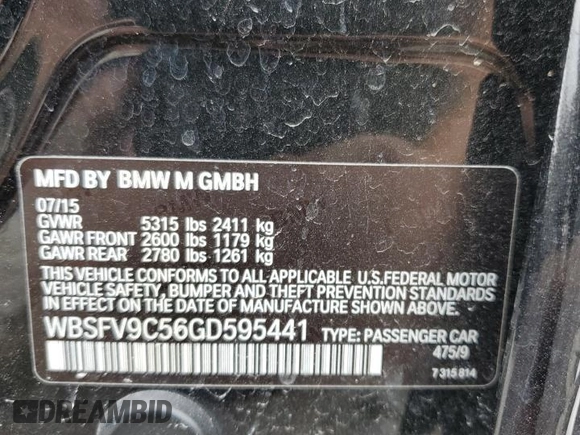 MFD BY BMW M GMBH
07/15
GVWR 5315 lbs 2411 kg
GAWR FRONT 2600 lbs 1179 kg
GAWR REAR 2780 lbs 1261 kg
THIS VEHICLE CONFORMS TO ALL APPLICABLE U.S. FEDERAL MOTOR
VEHICLE SAFETY, BUMPER AND THEFT PREVENTION STANDARDS
IN EFFECT ON THE DATE OF MANUFACTURE SHOWN ABOVE.
WBSFV9C56GD595441 TYPE: PASSENGER CAR
475/9
7 315 814
DREAMBID